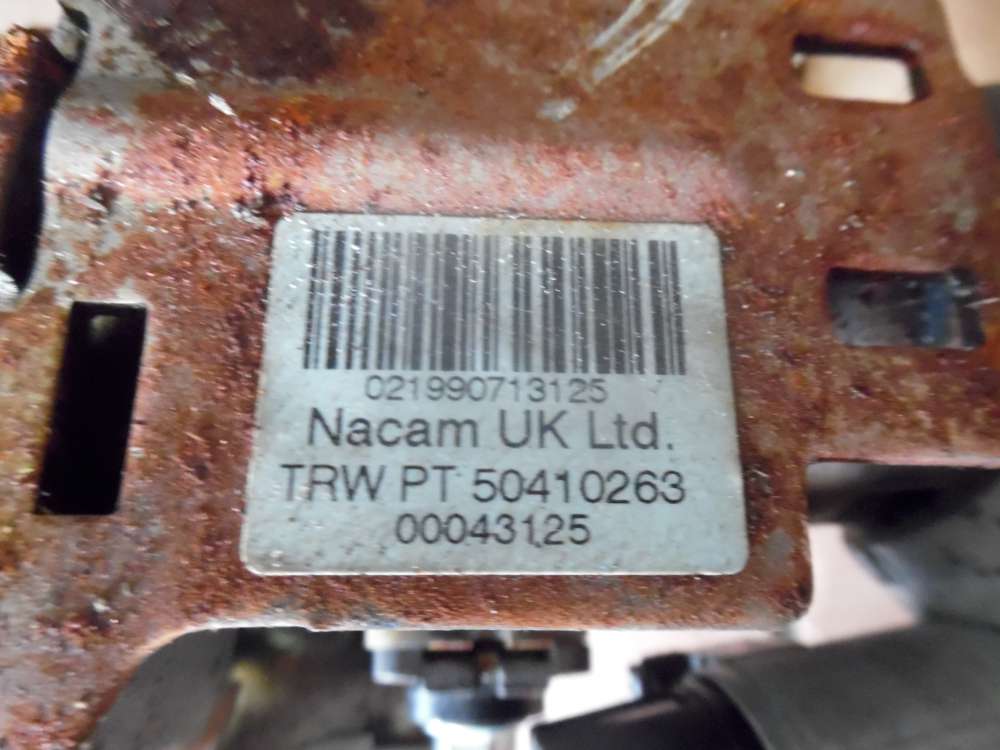 021990713125
Nacam UK Ltd.
TRW PT 50410263
00043125